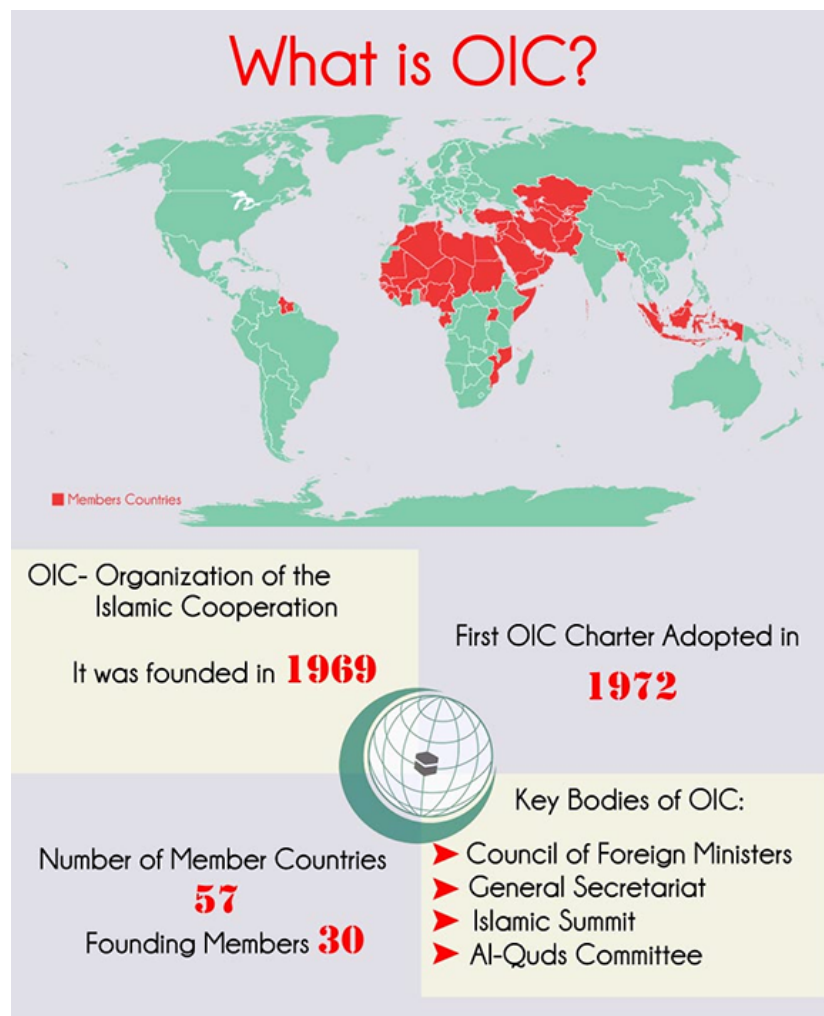 What is OIC?
Members Countries
OIC- Organization of the
Islamic Cooperation
It was founded in 1969
First OIC Charter Adopted in
1972
Number of Member Countries
57
Founding Members 30
Key Bodies of OIC:
Council of Foreign Ministers
General Secretariat
Islamic Summit
Al-Quds Committee